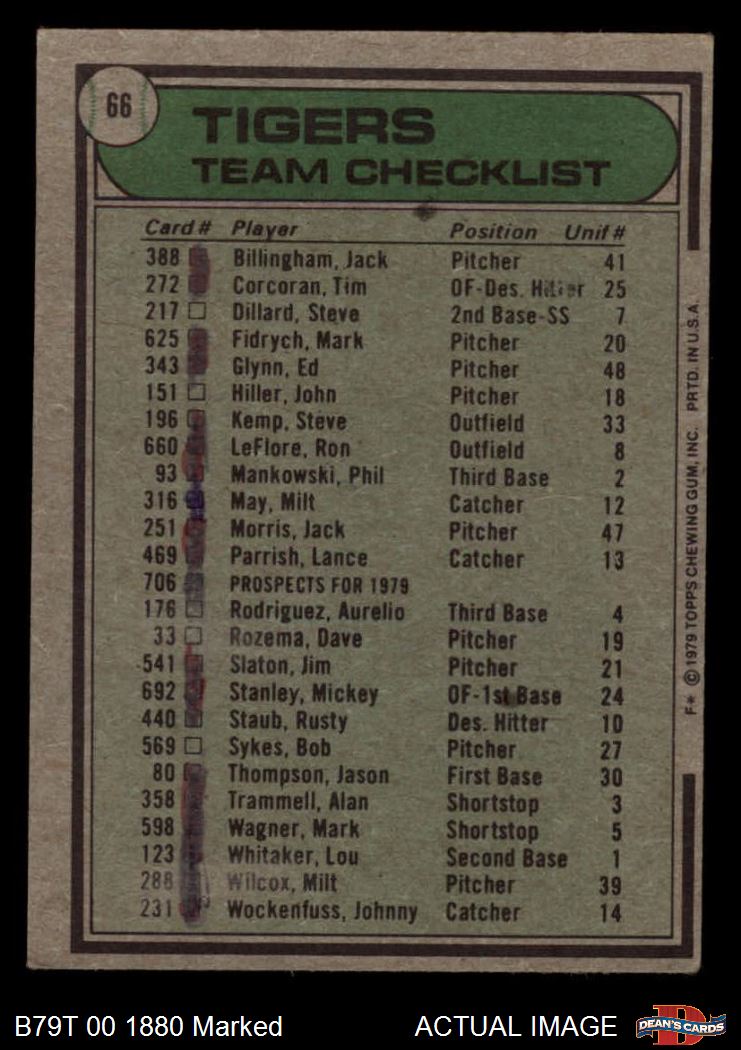 66
TIGERS
TEAM CHECKLIST
Card # Player Position Unif #
388 Billingham, Jack Pitcher 41
272 Corcoran, Tim OF-Des. Hitter 25
217 Dillard, Steve 2nd Base-SS 7
625 Fidrych, Mark Pitcher 20
343 Glynn, Ed Pitcher 48
151 Hiller, John Pitcher 18
196 Kemp, Steve Outfield 33
660 LeFlore, Ron Outfield 8
93 Mankowski, Phil Third Base 2
316 May, Milt Catcher 12
251 Morris, Jack Pitcher 47
469 Parrish, Lance Catcher 13
706 PROSPECTS FOR 1979
176 Rodriguez, Aurelio Third Base 4
33 Rozema, Dave Pitcher 19
541 Slaton, Jim Pitcher 21
692 Stanley, Mickey OF-1st Base 24
440 Staub, Rusty Des. Hitter 10
569 Sykes, Bob Pitcher 27
80 Thompson, Jason First Base 30
358 Trammell, Alan Shortstop 3
598 Wagner, Mark Shortstop 5
123 Whitaker, Lou Second Base 1
288 Wilcox, Milt Pitcher 39
231 Wockenfuss, Johnny Catcher 14
F* © 1979 TOPPS CHEWING GUM, INC. PRTD. IN U.S.A.
B79T 00 1880 Marked ACTUAL IMAGE
D
DEAN'S CARDS